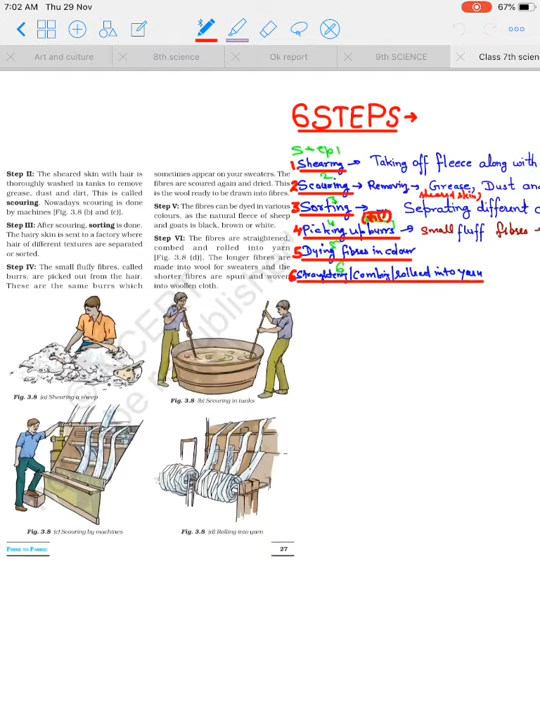 7:02 AM Thu 29 Nov
67%
Art and culture
8th science
Ok report
9th SCIENCE
Class 7th scien
6 STEPS→
Step 1
1 Shearing → Taking off fleece along with
2 Scouring → Removing → Grease, Dust an
2
sheared skin)
3 Sorting → Seprating different
3
4 Picking up burrs → small fluff fibres →
4
5 Dying fibres in colour
5
6 Straightening/Combing/rolled into yarn
6
Step II: The sheared skin with hair is
thoroughly washed in tanks to remove
grease, dust and dirt. This is called
scouring. Nowadays scouring is done
by machines [Fig. 3.8 (b) and (c)].
Step III: After scouring, sorting is done.
The hairy skin is sent to a factory where
hair of different textures are separated
or sorted.
Step IV: The small fluffy fibres, called
burrs, are picked out from the hair.
These are the same burrs which
sometimes appear on your sweaters. The
fibres are scoured again and dried. This
is the wool ready to be drawn into fibres.
Step V: The fibres can be dyed in various
colours, as the natural fleece of sheep
and goats is black, brown or white.
Step VI: The fibres are straightened,
combed and rolled into yarn
[Fig. 3.8 (d)]. The longer fibres are
made into wool for sweaters and the
shorter fibres are spun and woven
into woollen cloth.
Fig. 3.8 (a) Shearing a sheep
Fig. 3.8 (b) Scouring in tanks
Fig. 3.8 (c) Scouring by machines
Fig. 3.8 (d) Rolling into yarn
FIBRE TO FABRIC
27